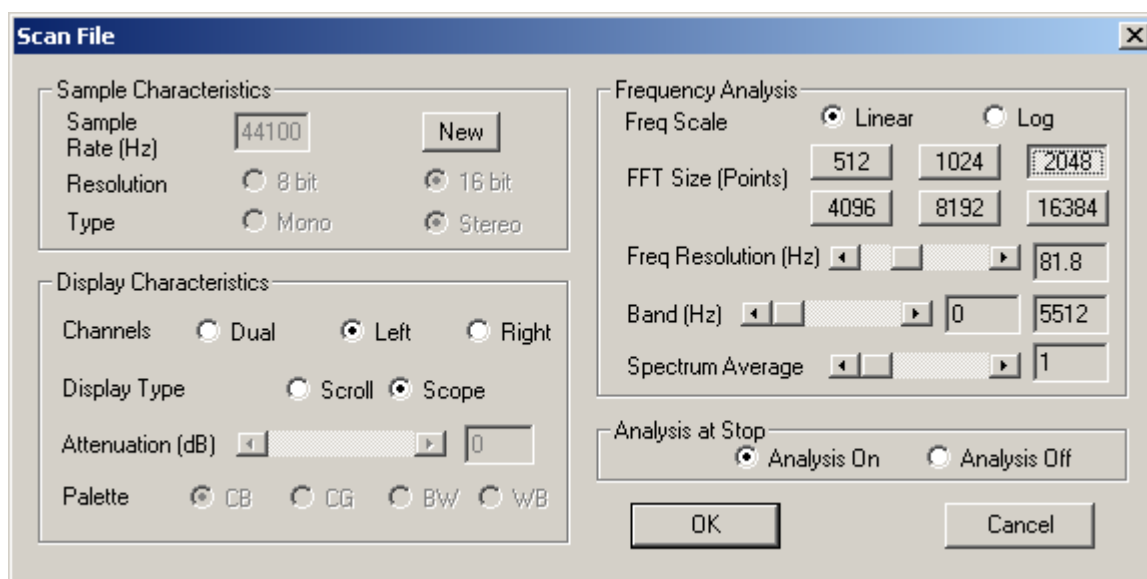 Scan File
Sample Characteristics
Sample Rate (Hz) 44100 New
Resolution 8 bit 16 bit
Type Mono Stereo
Display Characteristics
Channels Dual Left Right
Display Type Scroll Scope
Attenuation (dB) 0
Palette CB CG BW WB
Frequency Analysis
Freq Scale Linear Log
FFT Size (Points) 512 1024 2048
4096 8192 16384
Freq Resolution (Hz) 81.8
Band (Hz) 0 5512
Spectrum Average 1
Analysis at Stop
Analysis On Analysis Off
OK Cancel